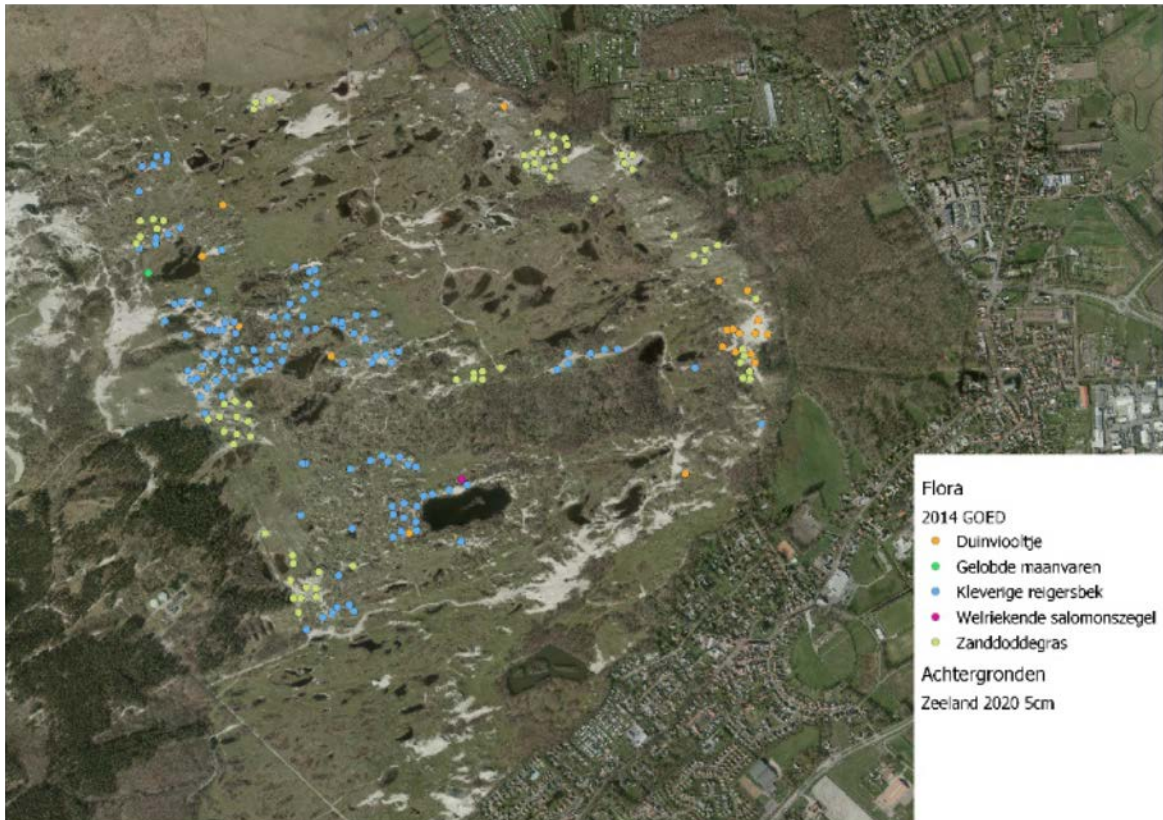 Flora
2014 GOED
Duinviooltje
Gelobde maanvaren
Kleverige reigersbek
Welriekende salomonszegel
Zanddoddegras
Achtergronden
Zeeland 2020 5cm